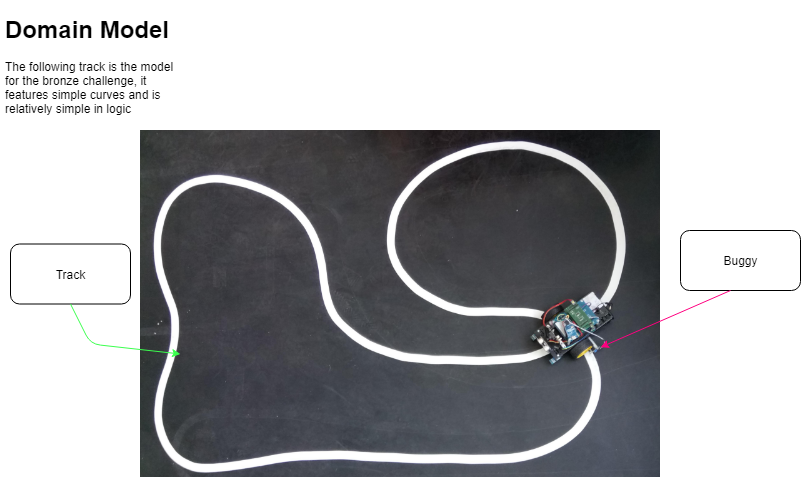 Domain Model
The following track is the model
for the bronze challenge, it
features simple curves and is
relatively simple in logic
Track
Buggy